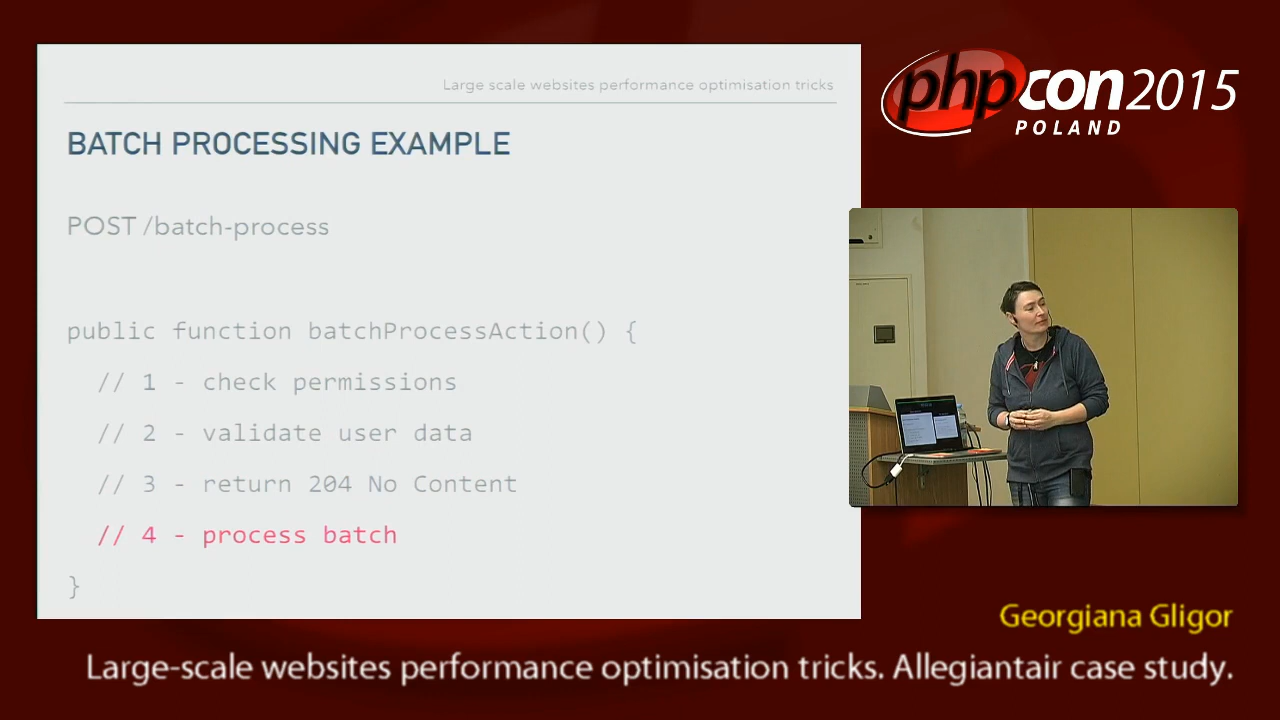 Large scale websites performance optimisation tricks
BATCH PROCESSING EXAMPLE
POST /batch-process
public function batchProcessAction() {
// 1 - check permissions
// 2 - validate user data
// 3 - return 204 No Content
// 4 - process batch
}
phpcon2015
POLAND
Georgiana Gligor
Large-scale websites performance optimisation tricks. Allegiantair case study.